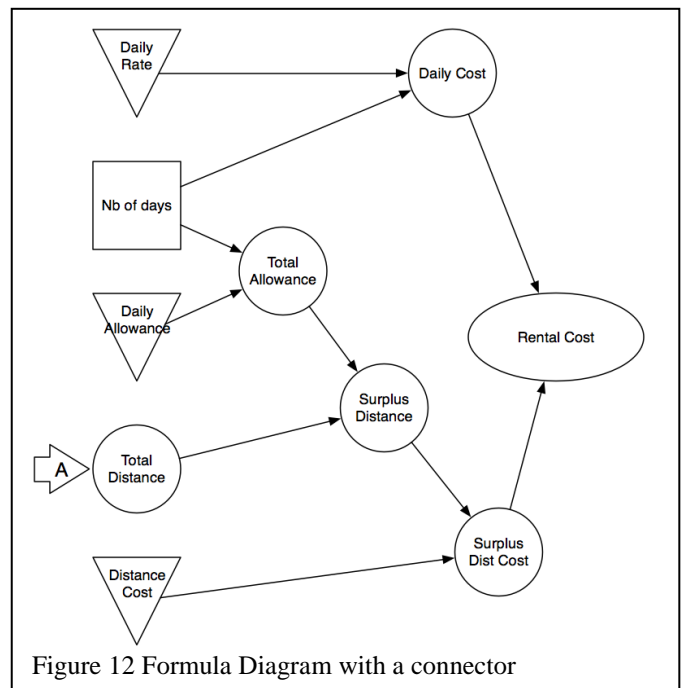 Daily
Rate
Daily Cost
Nb of days
Total
Allowance
Daily
Allowance
Rental Cost
Surplus
Distance
A
Total
Distance
Surplus
Dist Cost
Distance
Cost
Figure 12 Formula Diagram with a connector